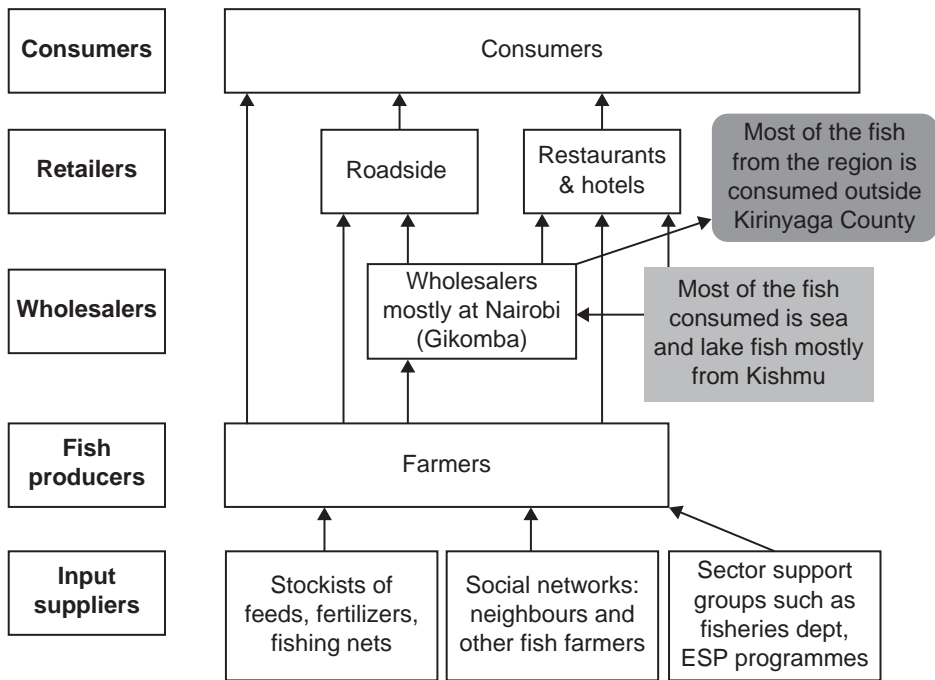 Consumers
Consumers
Retailers
Roadside
Restaurants
& hotels
Most of the fish
from the region is
consumed outside
Kirinyaga County
Wholesalers
Wholesalers
mostly at Nairobi
(Gikomba)
Most of the fish
consumed is sea
and lake fish mostly
from Kishmu
Fish
producers
Farmers
Input
suppliers
Stockists of
feeds, fertilizers,
fishing nets
Social networks:
neighbours and
other fish farmers
Sector support
groups such as
fisheries dept,
ESP programmes